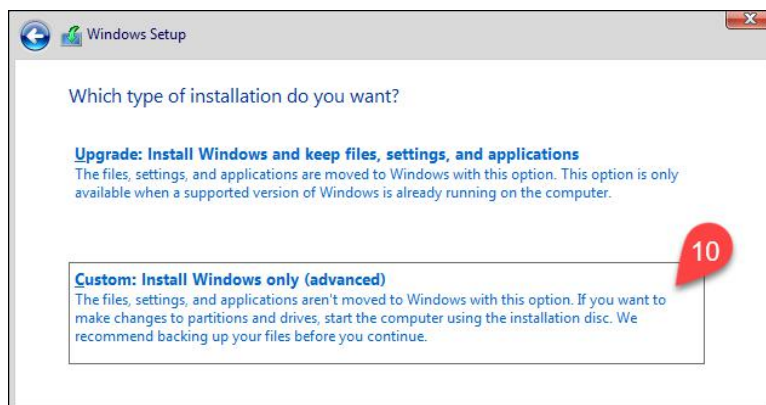 Windows Setup
Which type of installation do you want?
Upgrade: Install Windows and keep files, settings, and applications
The files, settings, and applications are moved to Windows with this option. This option is only
available when a supported version of Windows is already running on the computer.
10
Custom: Install Windows only (advanced)
The files, settings, and applications aren't moved to Windows with this option. If you want to
make changes to partitions and drives, start the computer using the installation disc. We
recommend backing up your files before you continue.